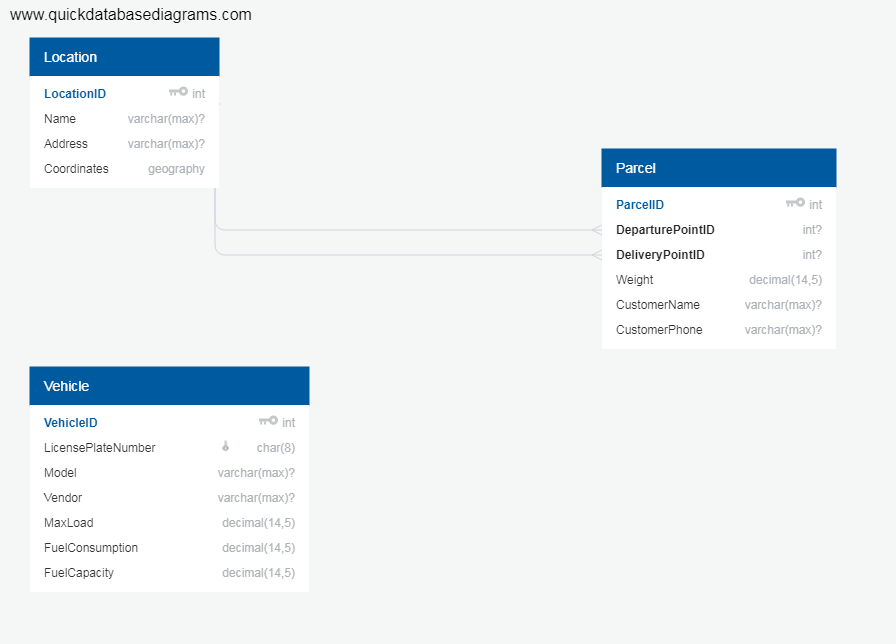 www.quickdatabasediagrams.com
Location
LocationID int
Name varchar(max)?
Address varchar(max)?
Coordinates geography
Parcel
ParcelID int
DeparturePointID int?
DeliveryPointID int?
Weight decimal(14,5)
CustomerName varchar(max)?
CustomerPhone varchar(max)?
Vehicle
VehicleID int
LicensePlateNumber char(8)
Model varchar(max)?
Vendor varchar(max)?
MaxLoad decimal(14,5)
FuelConsumption decimal(14,5)
FuelCapacity decimal(14,5)